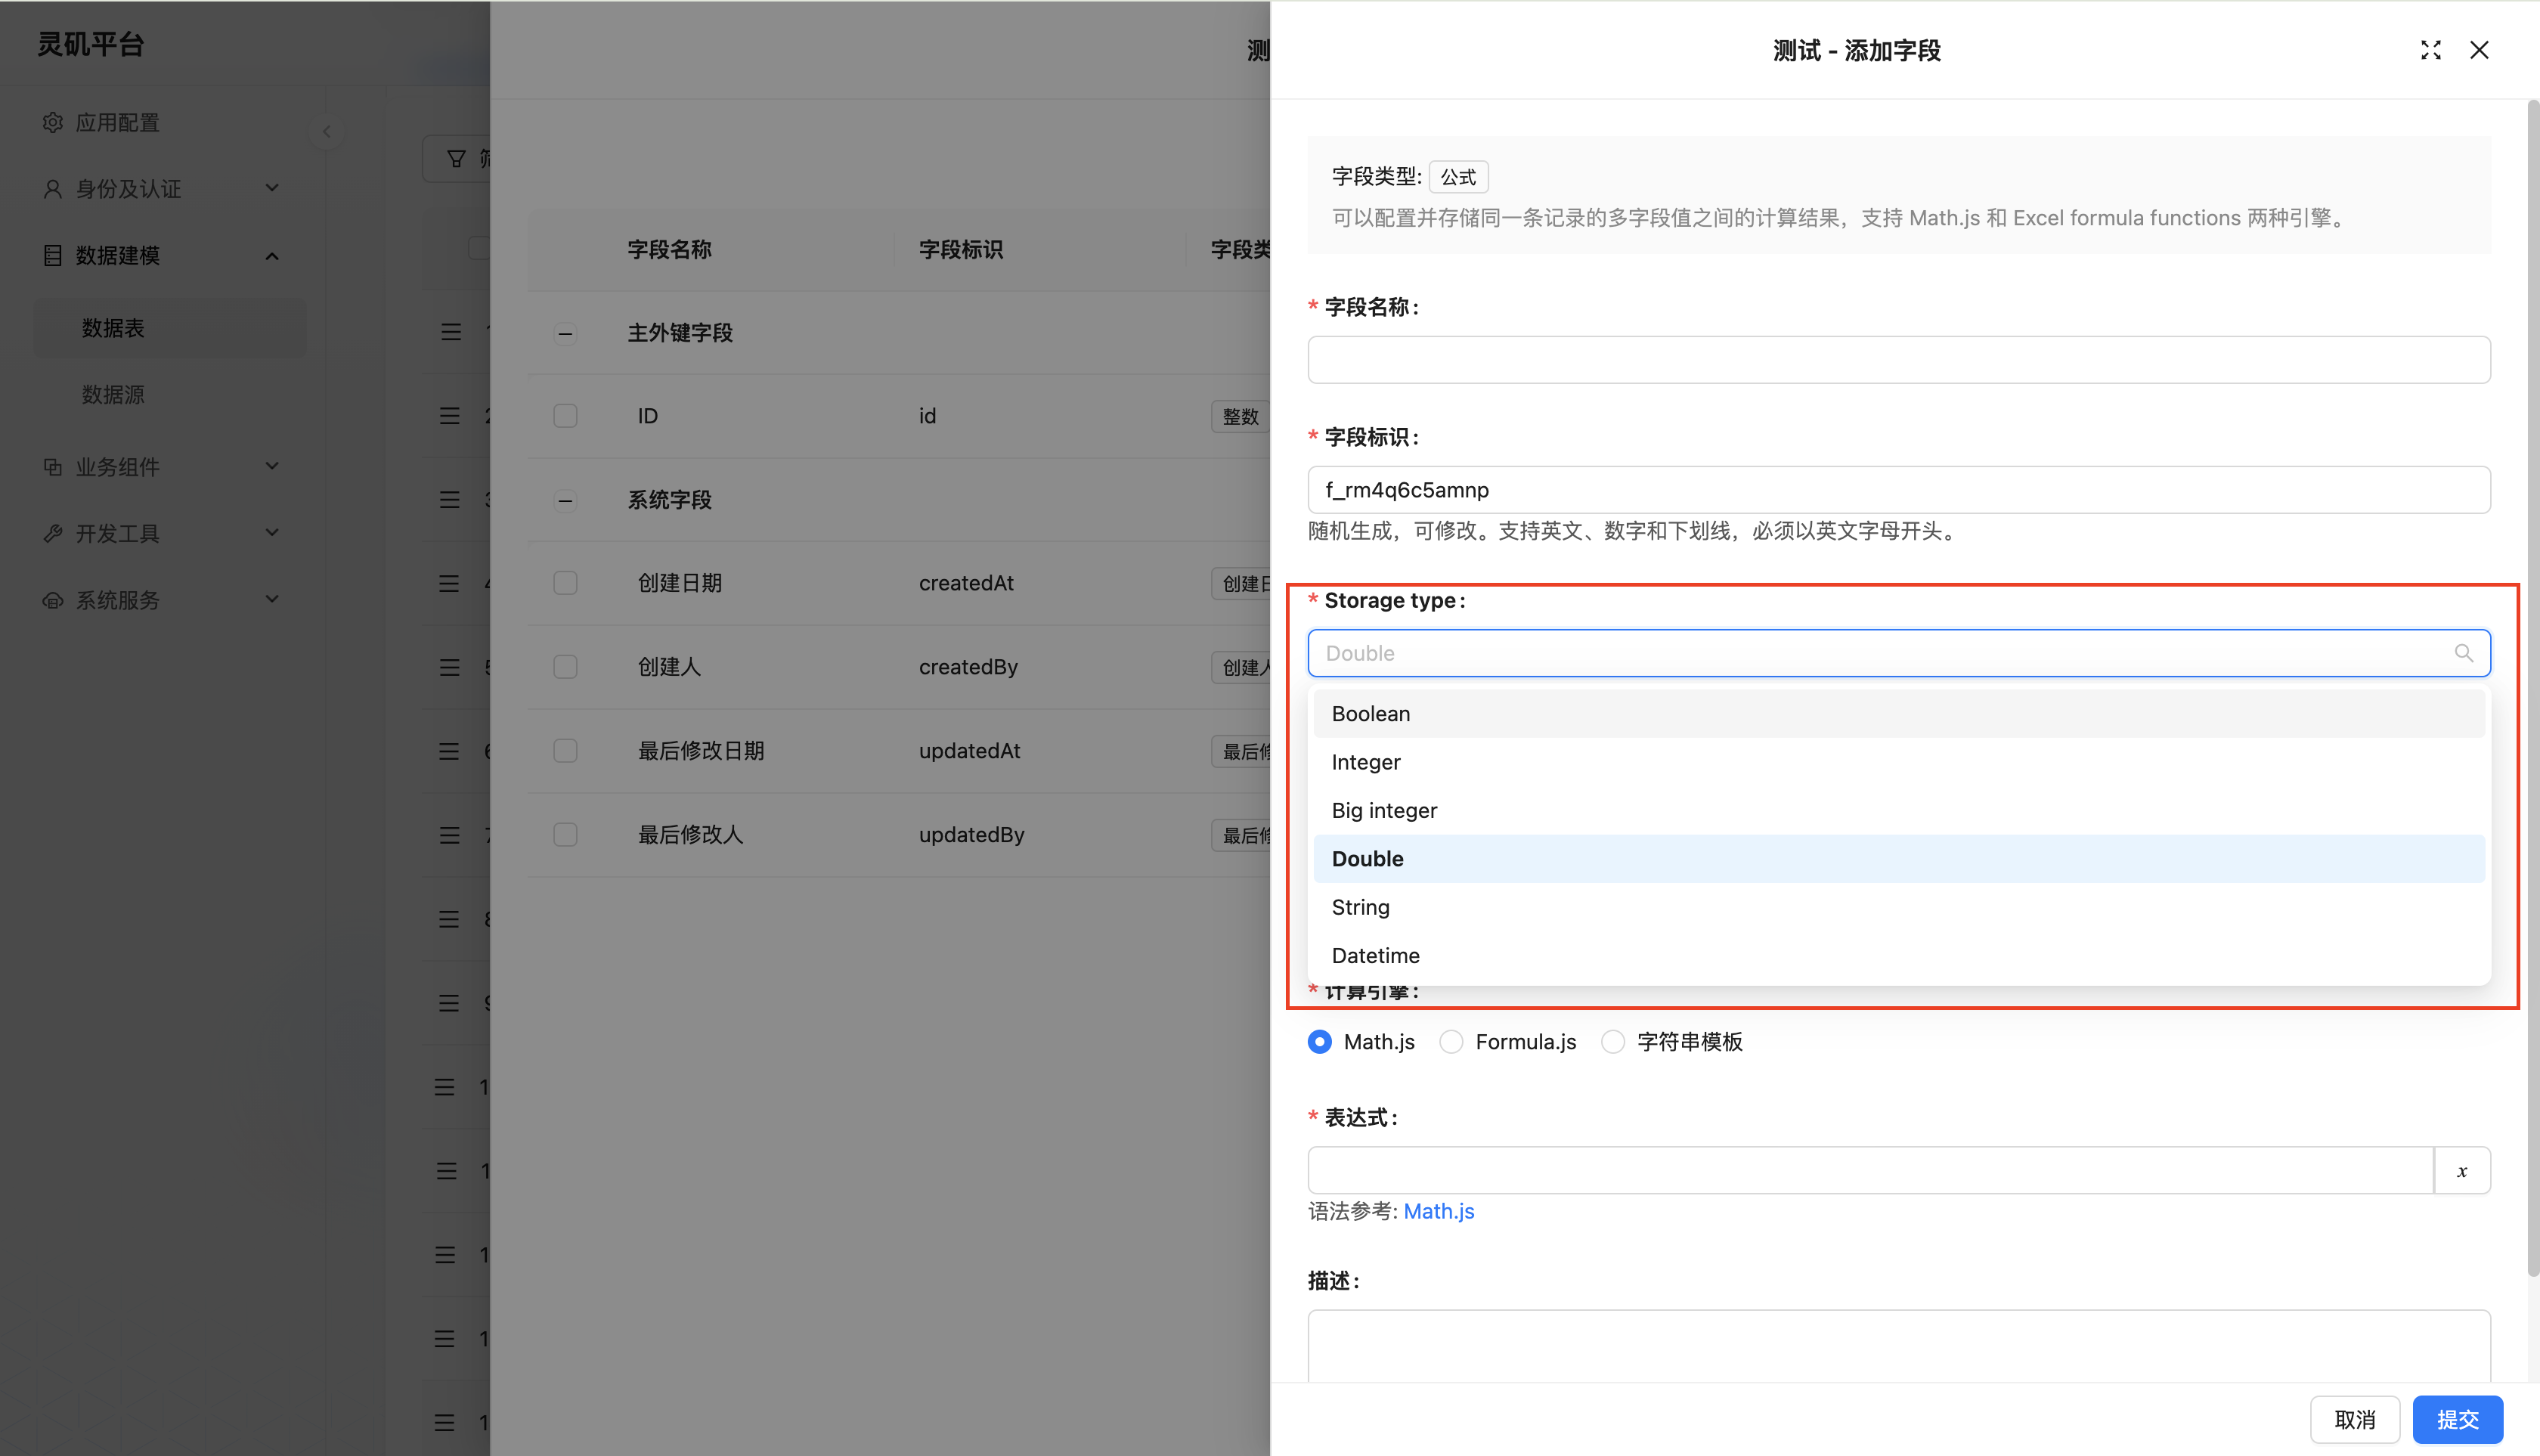 灵矶平台
应用配置
身份及认证
数据建模
数据表
数据源
业务组件
开发工具
系统服务
测
字段名称 字段标识 字段类
主外键字段
ID id 整数
系统字段
创建日期 createdAt 创建日
创建人 createdBy 创建人
最后修改日期 updatedAt 最后修
最后修改人 updatedBy 最后修
测试 - 添加字段
字段类型: 公式
可以配置并存储同一条记录的多字段值之间的计算结果，支持 Math.js 和 Excel formula functions 两种引擎。
* 字段名称:
* 字段标识:
f_rm4q6c5amnp
随机生成，可修改。支持英文、数字和下划线，必须以英文字母开头。
* Storage type:
Double
Boolean
Integer
Big integer
Double
String
Datetime
* 计算引擎:
Math.js Formula.js 字符串模板
* 表达式:
x
语法参考: Math.js
描述:
取消 提交